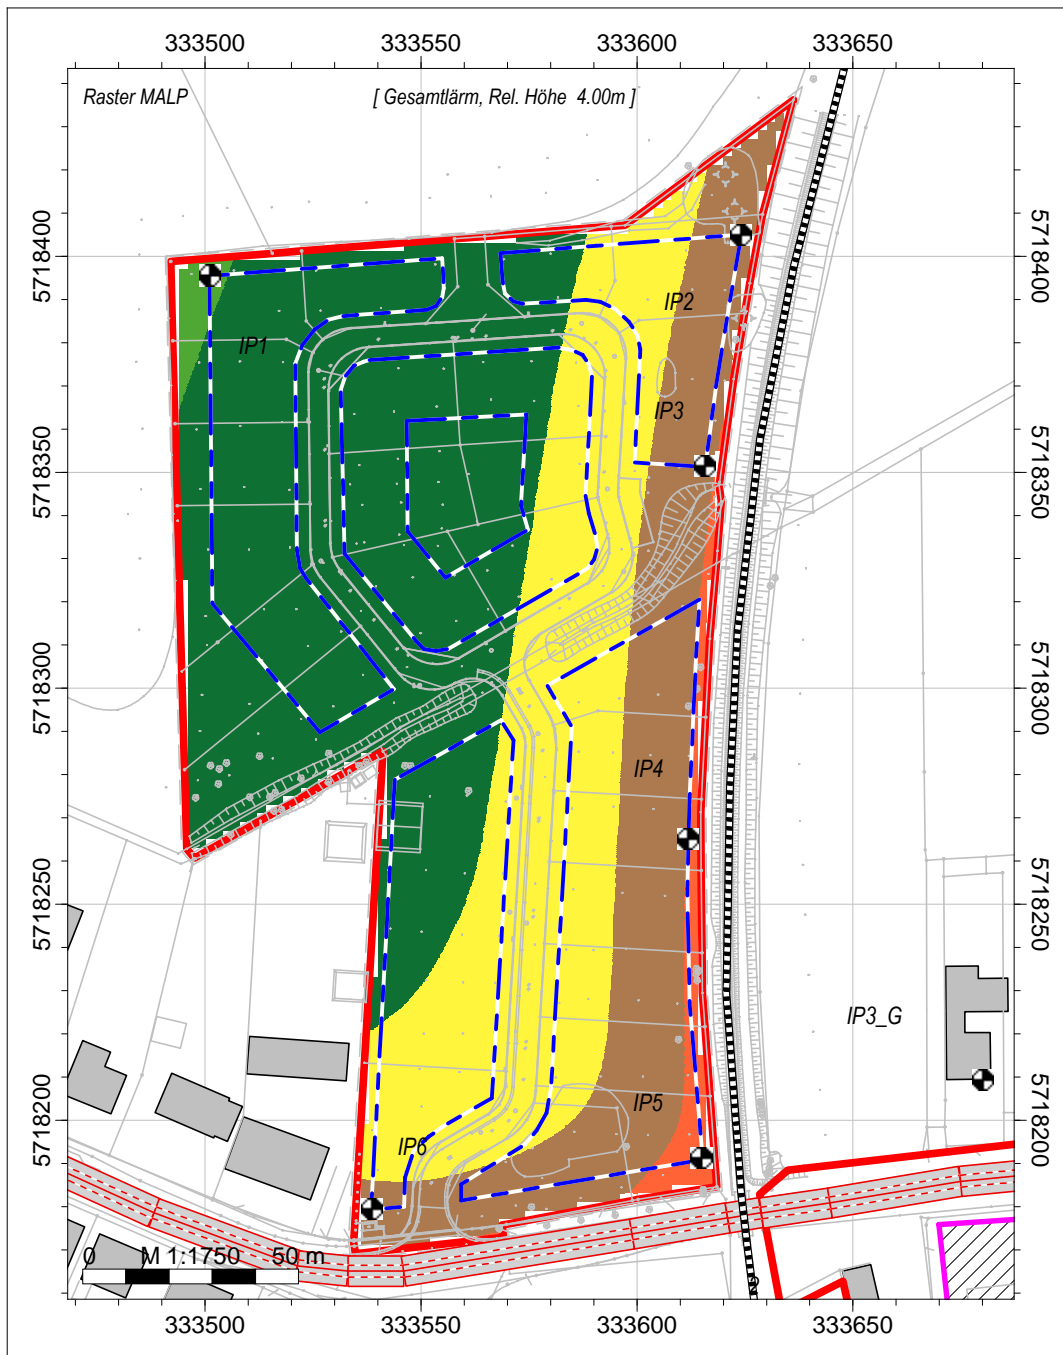 333500 333550 333600 333650
Raster MALP [ Gesamtlärm, Rel. Höhe 4.00m ]
5718400 5718400
IP2
IP1
IP3
5718350 5718350
5718300 5718300
IP4
5718250 5718250
IP3_G
IP5
5718200 5718200
IP6
0 M 1:1750 50 m
333500 333550 333600 333650